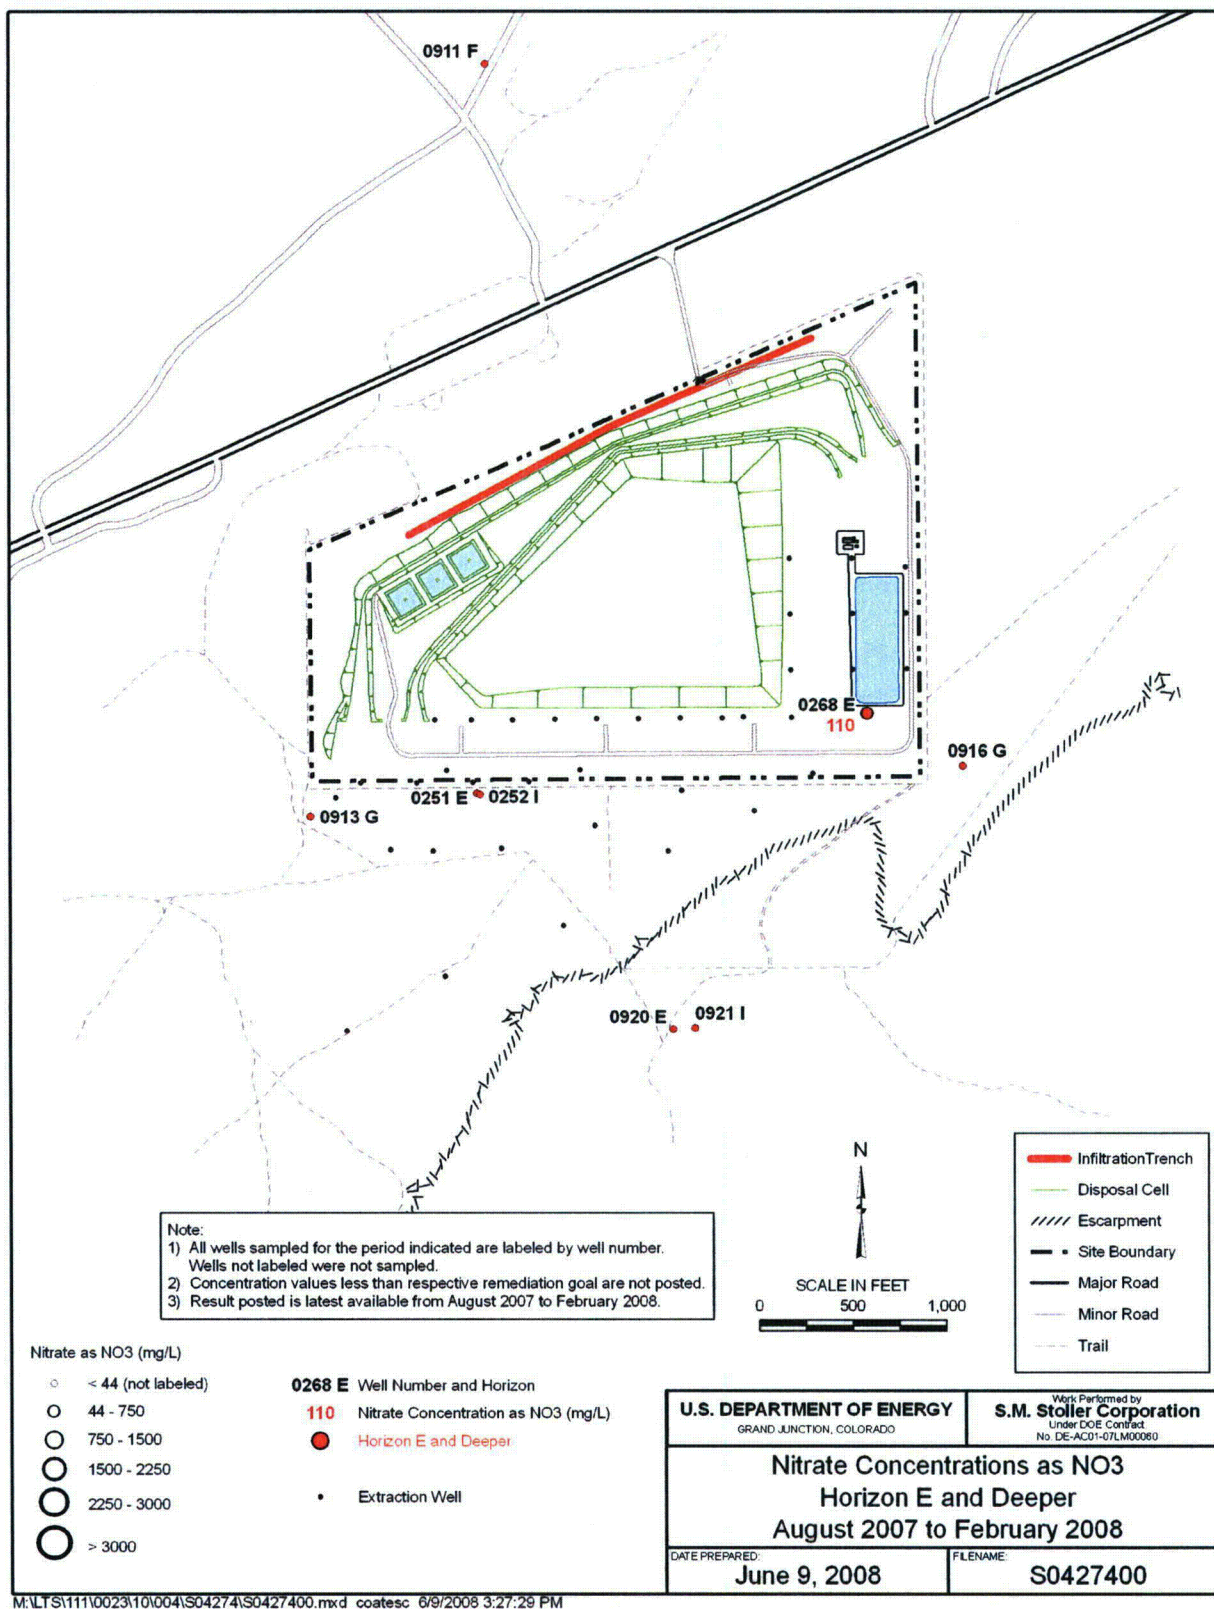 0911 F
0268 E
110
0916 G
0251 E
0252 I
0913 G
0920 E
0921 I
N
SCALE IN FEET
0 500 1,000
InfiltrationTrench
Disposal Cell
Escarpment
Site Boundary
Major Road
Minor Road
Trail
Note:
1) All wells sampled for the period indicated are labeled by well number.
Wells not labeled were not sampled.
2) Concentration values less than respective remediation goal are not posted.
3) Result posted is latest available from August 2007 to February 2008.
Nitrate as NO3 (mg/L)
< 44 (not labeled)
44 - 750
750 - 1500
1500 - 2250
2250 - 3000
> 3000
0268 E Well Number and Horizon
110 Nitrate Concentration as NO3 (mg/L)
Horizon E and Deeper
Extraction Well
U.S. DEPARTMENT OF ENERGY
GRAND JUNCTION, COLORADO
Work Performed by
S.M. Stoller Corporation
Under DOE Contract
No. DE-AC01-07LM00060
Nitrate Concentrations as NO3
Horizon E and Deeper
August 2007 to February 2008
DATE PREPARED:
June 9, 2008
FILENAME:
S0427400
M:\LTS\111\0023\10\004\S04274\S0427400.mxd coatesc 6/9/2008 3:27:29 PM